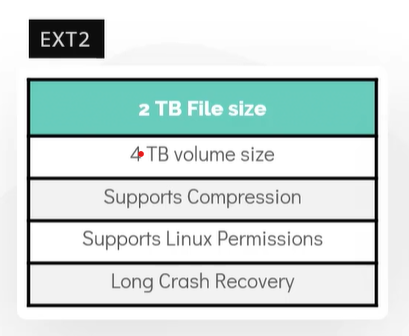 EXT2
2 TB File size
4 TB volume size
Supports Compression
Supports Linux Permissions
Long Crash Recovery